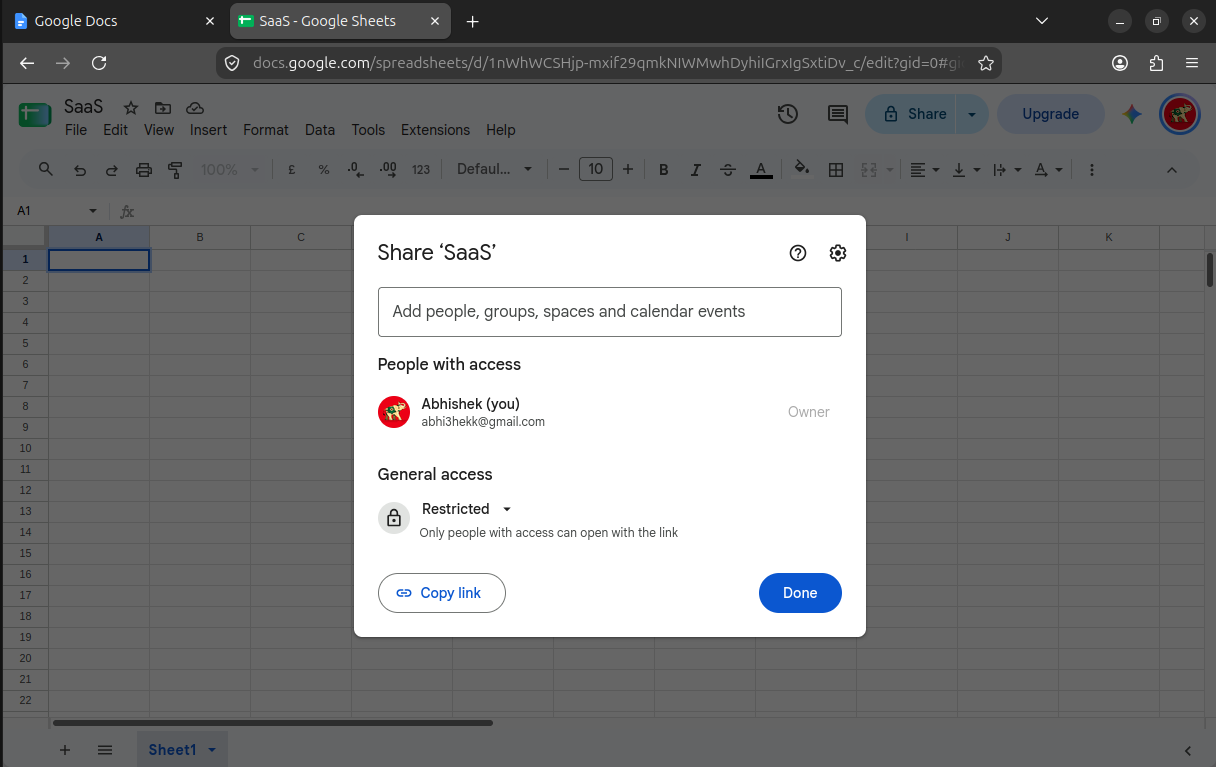 Google Docs
SaaS - Google Sheets
docs.google.com/spreadsheets/d/1nWhWCSHjp-mxif29qmkNIWMwhDyhiIGrxIgSxtiDv_c/edit?gid=0#gi
SaaS
File Edit View Insert Format Data Tools Extensions Help
Share
Upgrade
100% £ % .0 .00 123 Defaul... 10 B I A A
A1 fx
A B C I J K
1
2
3
4
5
6
7
8
9
10
11
12
13
14
15
16
17
18
19
20
21
22
Share ‘SaaS’
Add people, groups, spaces and calendar events
People with access
Abhishek (you)
abhi3hekk@gmail.com
Owner
General access
Restricted
Only people with access can open with the link
Copy link
Done
Sheet1